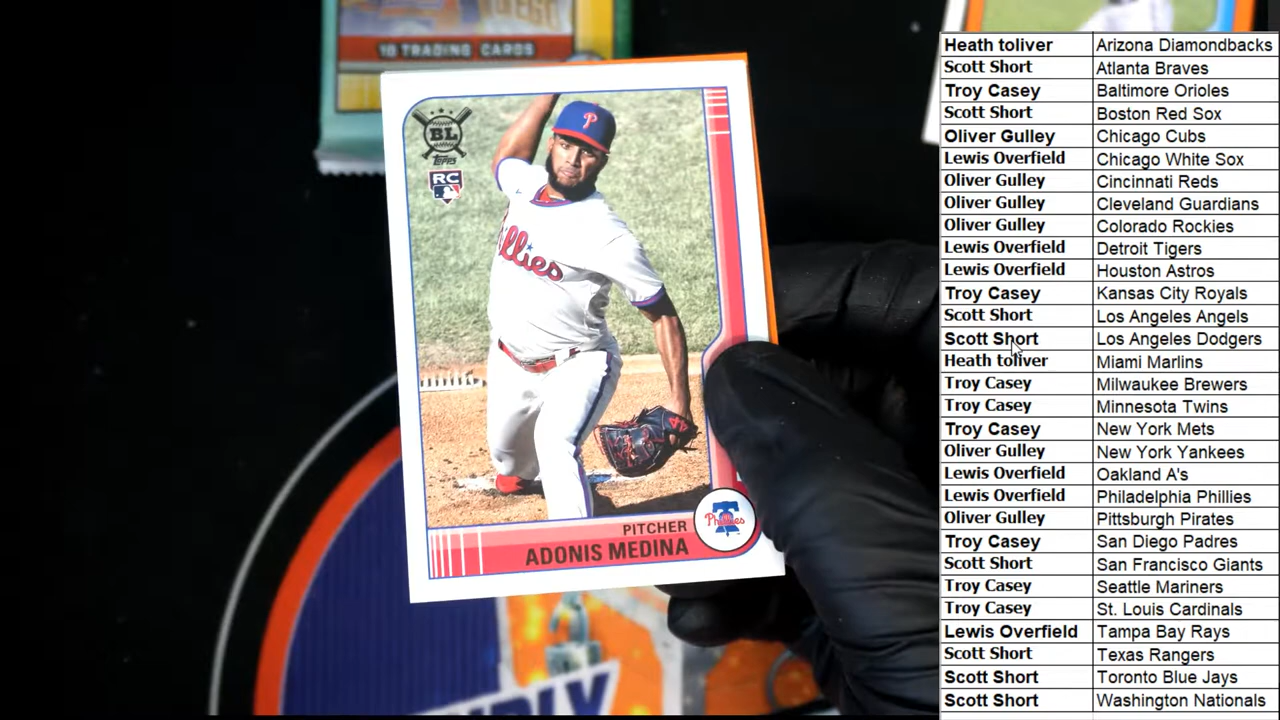 10 TRADING CARDS
BL
Topps
RC
P
Phillies
PITCHER
ADONIS MEDINA
Phillies
Heath toliver Arizona Diamondbacks
Scott Short Atlanta Braves
Troy Casey Baltimore Orioles
Scott Short Boston Red Sox
Oliver Gulley Chicago Cubs
Lewis Overfield Chicago White Sox
Oliver Gulley Cincinnati Reds
Oliver Gulley Cleveland Guardians
Oliver Gulley Colorado Rockies
Lewis Overfield Detroit Tigers
Lewis Overfield Houston Astros
Troy Casey Kansas City Royals
Scott Short Los Angeles Angels
Scott Short Los Angeles Dodgers
Heath toliver Miami Marlins
Troy Casey Milwaukee Brewers
Troy Casey Minnesota Twins
Troy Casey New York Mets
Oliver Gulley New York Yankees
Lewis Overfield Oakland A's
Lewis Overfield Philadelphia Phillies
Oliver Gulley Pittsburgh Pirates
Troy Casey San Diego Padres
Scott Short San Francisco Giants
Troy Casey Seattle Mariners
Troy Casey St. Louis Cardinals
Lewis Overfield Tampa Bay Rays
Scott Short Texas Rangers
Scott Short Toronto Blue Jays
Scott Short Washington Nationals